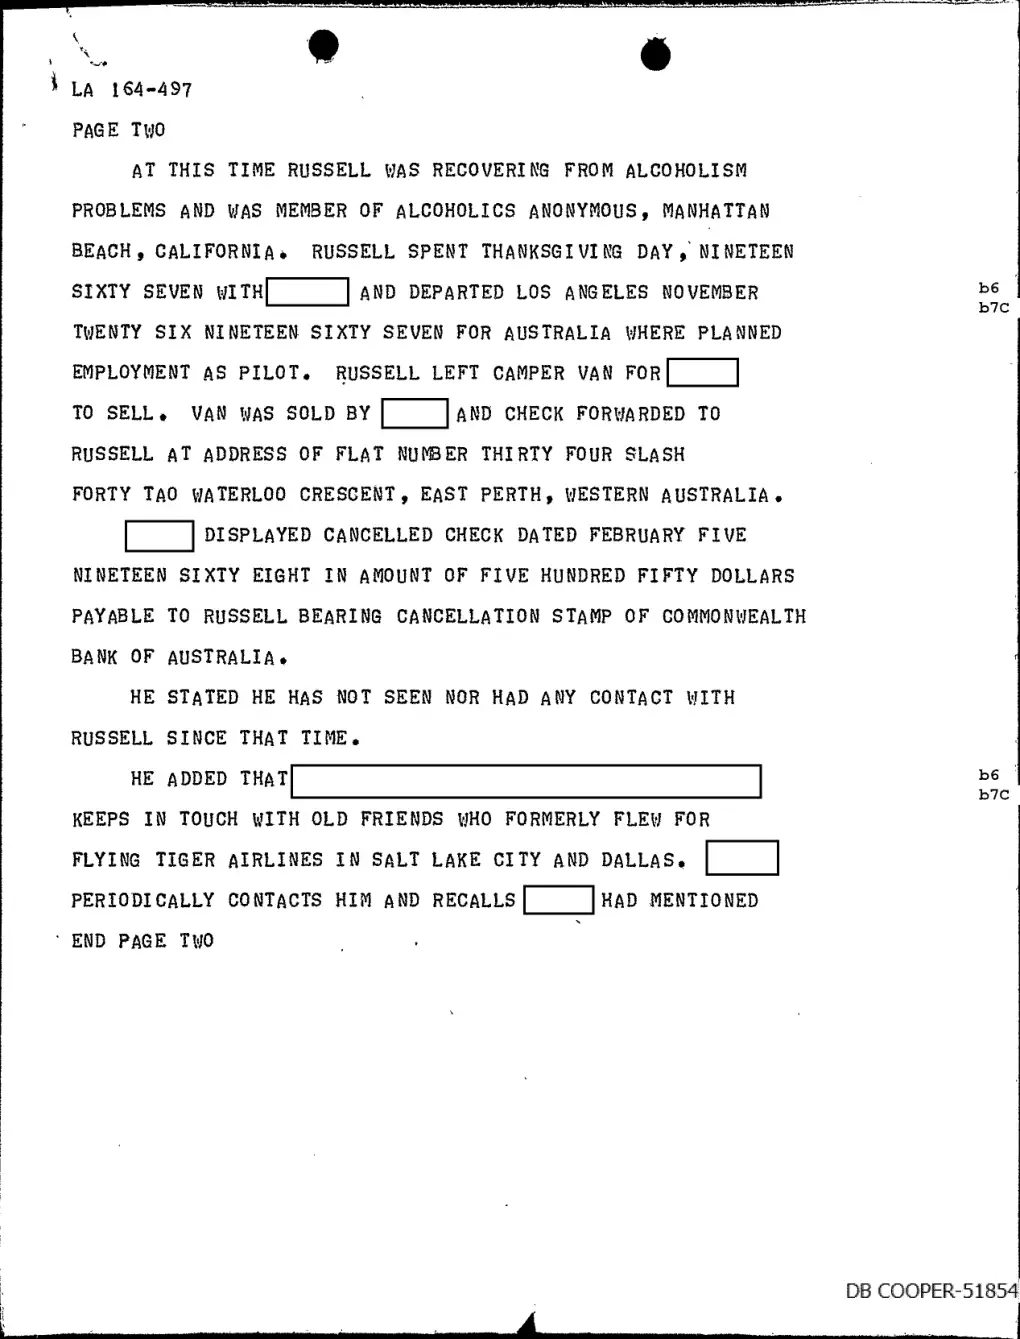 LA 164-497
PAGE TWO
AT THIS TIME RUSSELL WAS RECOVERING FROM ALCOHOLISM
PROBLEMS AND WAS MEMBER OF ALCOHOLICS ANONYMOUS, MANHATTAN
BEACH, CALIFORNIA. RUSSELL SPENT THANKSGIVING DAY, NINETEEN
SIXTY SEVEN WITH AND DEPARTED LOS ANGELES NOVEMBER
b6
b7C
TWENTY SIX NINETEEN SIXTY SEVEN FOR AUSTRALIA WHERE PLANNED
EMPLOYMENT AS PILOT. RUSSELL LEFT CAMPER VAN FOR
TO SELL. VAN WAS SOLD BY AND CHECK FORWARDED TO
RUSSELL AT ADDRESS OF FLAT NUMBER THIRTY FOUR SLASH
FORTY TAO WATERLOO CRESCENT, EAST PERTH, WESTERN AUSTRALIA.
DISPLAYED CANCELLED CHECK DATED FEBRUARY FIVE
NINETEEN SIXTY EIGHT IN AMOUNT OF FIVE HUNDRED FIFTY DOLLARS
PAYABLE TO RUSSELL BEARING CANCELLATION STAMP OF COMMONWEALTH
BANK OF AUSTRALIA.
HE STATED HE HAS NOT SEEN NOR HAD ANY CONTACT WITH
RUSSELL SINCE THAT TIME.
HE ADDED THAT
b6
b7C
KEEPS IN TOUCH WITH OLD FRIENDS WHO FORMERLY FLEW FOR
FLYING TIGER AIRLINES IN SALT LAKE CITY AND DALLAS.
PERIODICALLY CONTACTS HIM AND RECALLS HAD MENTIONED
END PAGE TWO
DB COOPER-51854